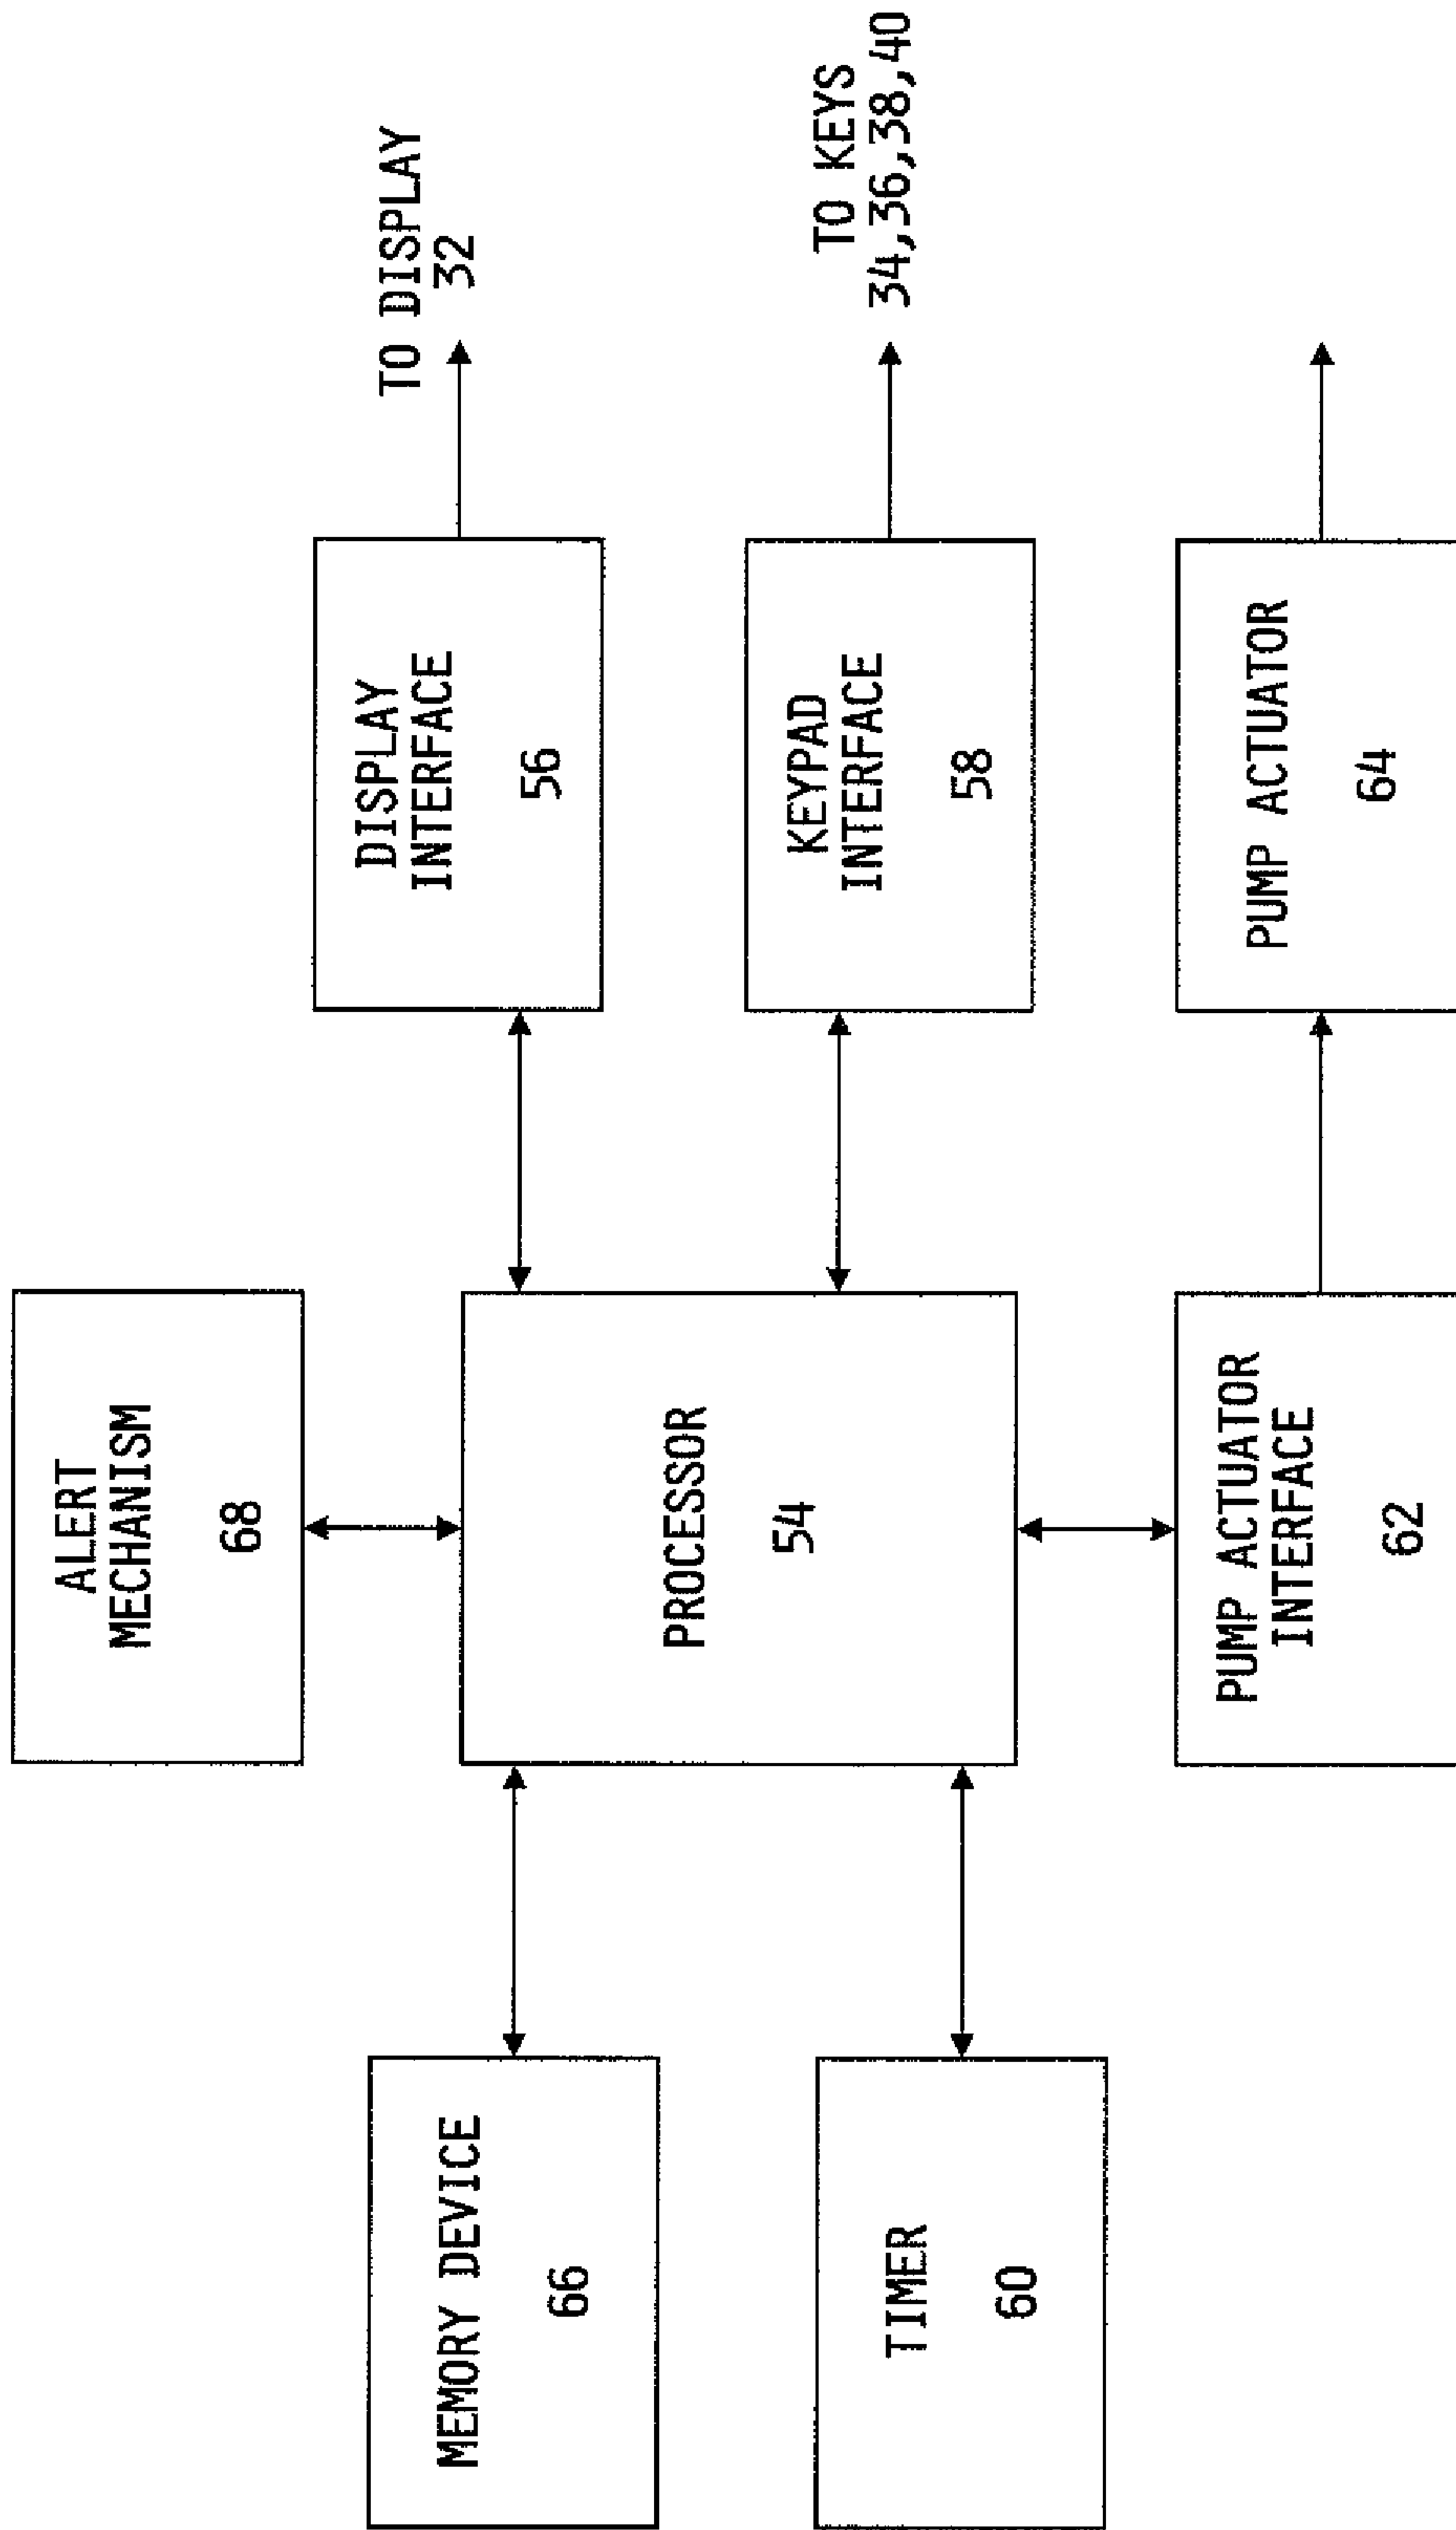 ALERT
MECHANISM
68
MEMORY DEVICE
66
PROCESSOR
54
DISPLAY
INTERFACE
56
TO DISPLAY
32
TIMER
60
KEYPAD
INTERFACE
58
TO KEYS
34,36,38,40
PUMP ACTUATOR
INTERFACE
62
PUMP ACTUATOR
64